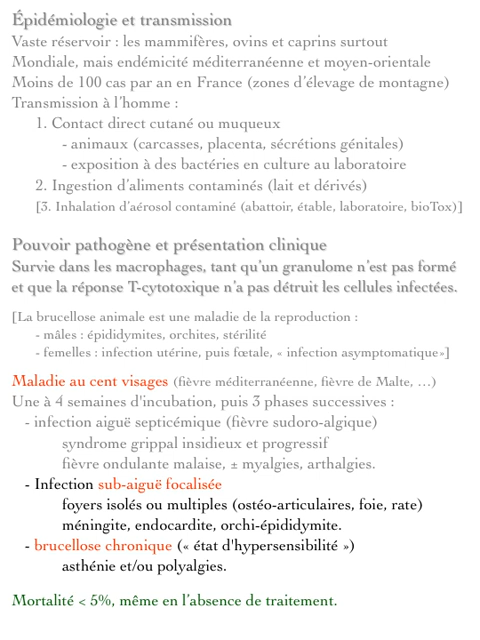 Épidémiologie et transmission
Vaste réservoir : les mammifères, ovins et caprins surtout
Mondiale, mais endémicité méditerranéenne et moyen-orientale
Moins de 100 cas par an en France (zones d'élevage de montagne)
Transmission à l'homme :
1. Contact direct cutané ou muqueux
- animaux (carcasses, placenta, sécrétions génitales)
- exposition à des bactéries en culture au laboratoire
2. Ingestion d'aliments contaminés (lait et dérivés)
[3. Inhalation d'aérosol contaminé (abattoir, étable, laboratoire, bioTox)]
Pouvoir pathogène et présentation clinique
Survie dans les macrophages, tant qu'un granulome n'est pas formé
et que la réponse T-cytotoxique n'a pas détruit les cellules infectées.
[La brucellose animale est une maladie de la reproduction :
- mâles : épididymites, orchites, stérilité
- femelles : infection utérine, puis fœtale, « infection asymptomatique»]
Maladie au cent visages (fièvre méditerranéenne, fièvre de Malte, …)
Une à 4 semaines d'incubation, puis 3 phases successives :
- infection aiguë septicémique (fièvre sudoro-algique)
syndrome grippal insidieux et progressif
fièvre ondulante malaise, ± myalgies, arthalgies.
- Infection sub-aiguë focalisée
foyers isolés ou multiples (ostéo-articulaires, foie, rate)
méningite, endocardite, orchi-épididymite.
- brucellose chronique (« état d'hypersensibilité »)
asthénie et/ou polyalgies.
Mortalité < 5%, même en l'absence de traitement.